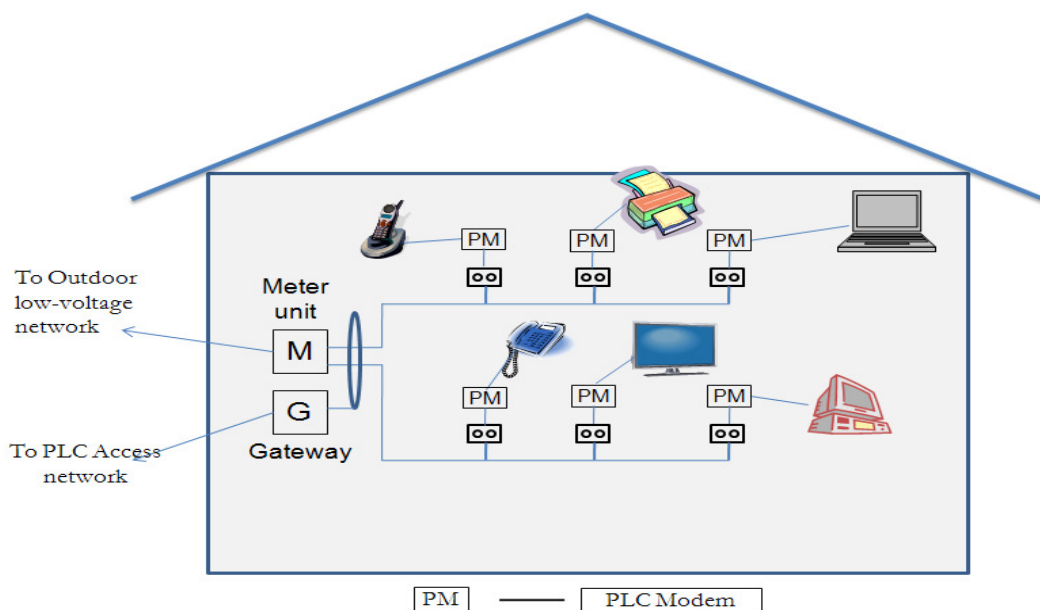 PM
PM
PM
To Outdoor
low-voltage
network
Meter
unit
M
PM
PM
PM
G
To PLC Access
network
Gateway
PM
PLC Modem